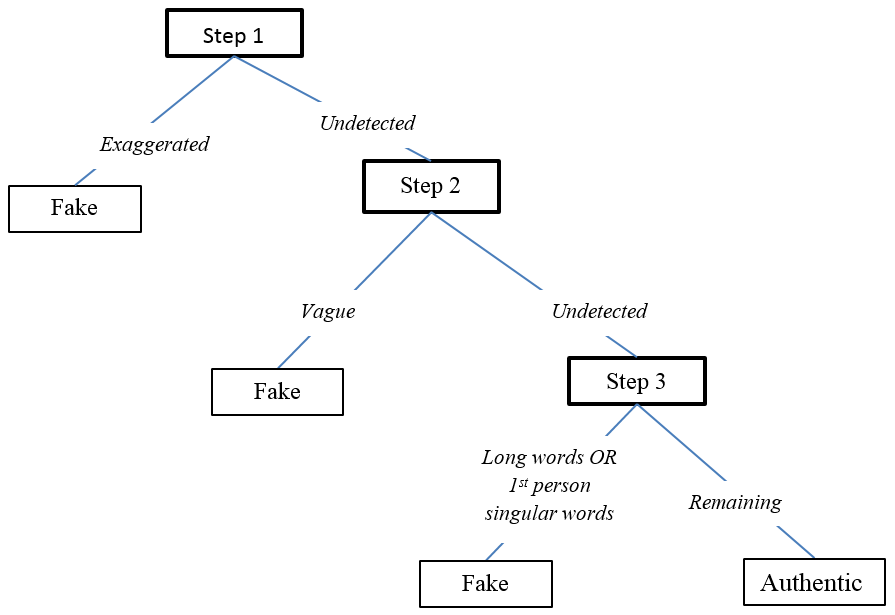 Step 1
Exaggerated
Undetected
Fake
Step 2
Vague
Undetected
Fake
Step 3
Long words OR
1st person
singular words
Remaining
Fake
Authentic